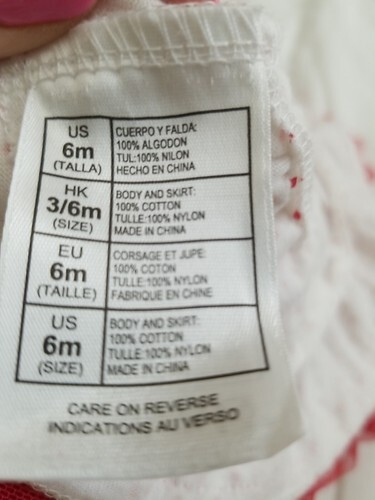 US
6m
(TALLA)
CUERPO Y FALDA:
100% ALGODON
TUL:100% NILON
HECHO EN CHINA
HK
3/6m
(SIZE)
BODY AND SKIRT:
100% COTTON
TULLE:100% NYLON
MADE IN CHINA
EU
6m
(TAILLE)
CORSAGE ET JUPE:
100% COTON
TULLE:100% NYLON
FABRIQUE EN CHINE
US
6m
(SIZE)
BODY AND SKIRT:
100% COTTON
TULLE:100% NYLON
MADE IN CHINA
CARE ON REVERSE
INDICATIONS AU VERSO